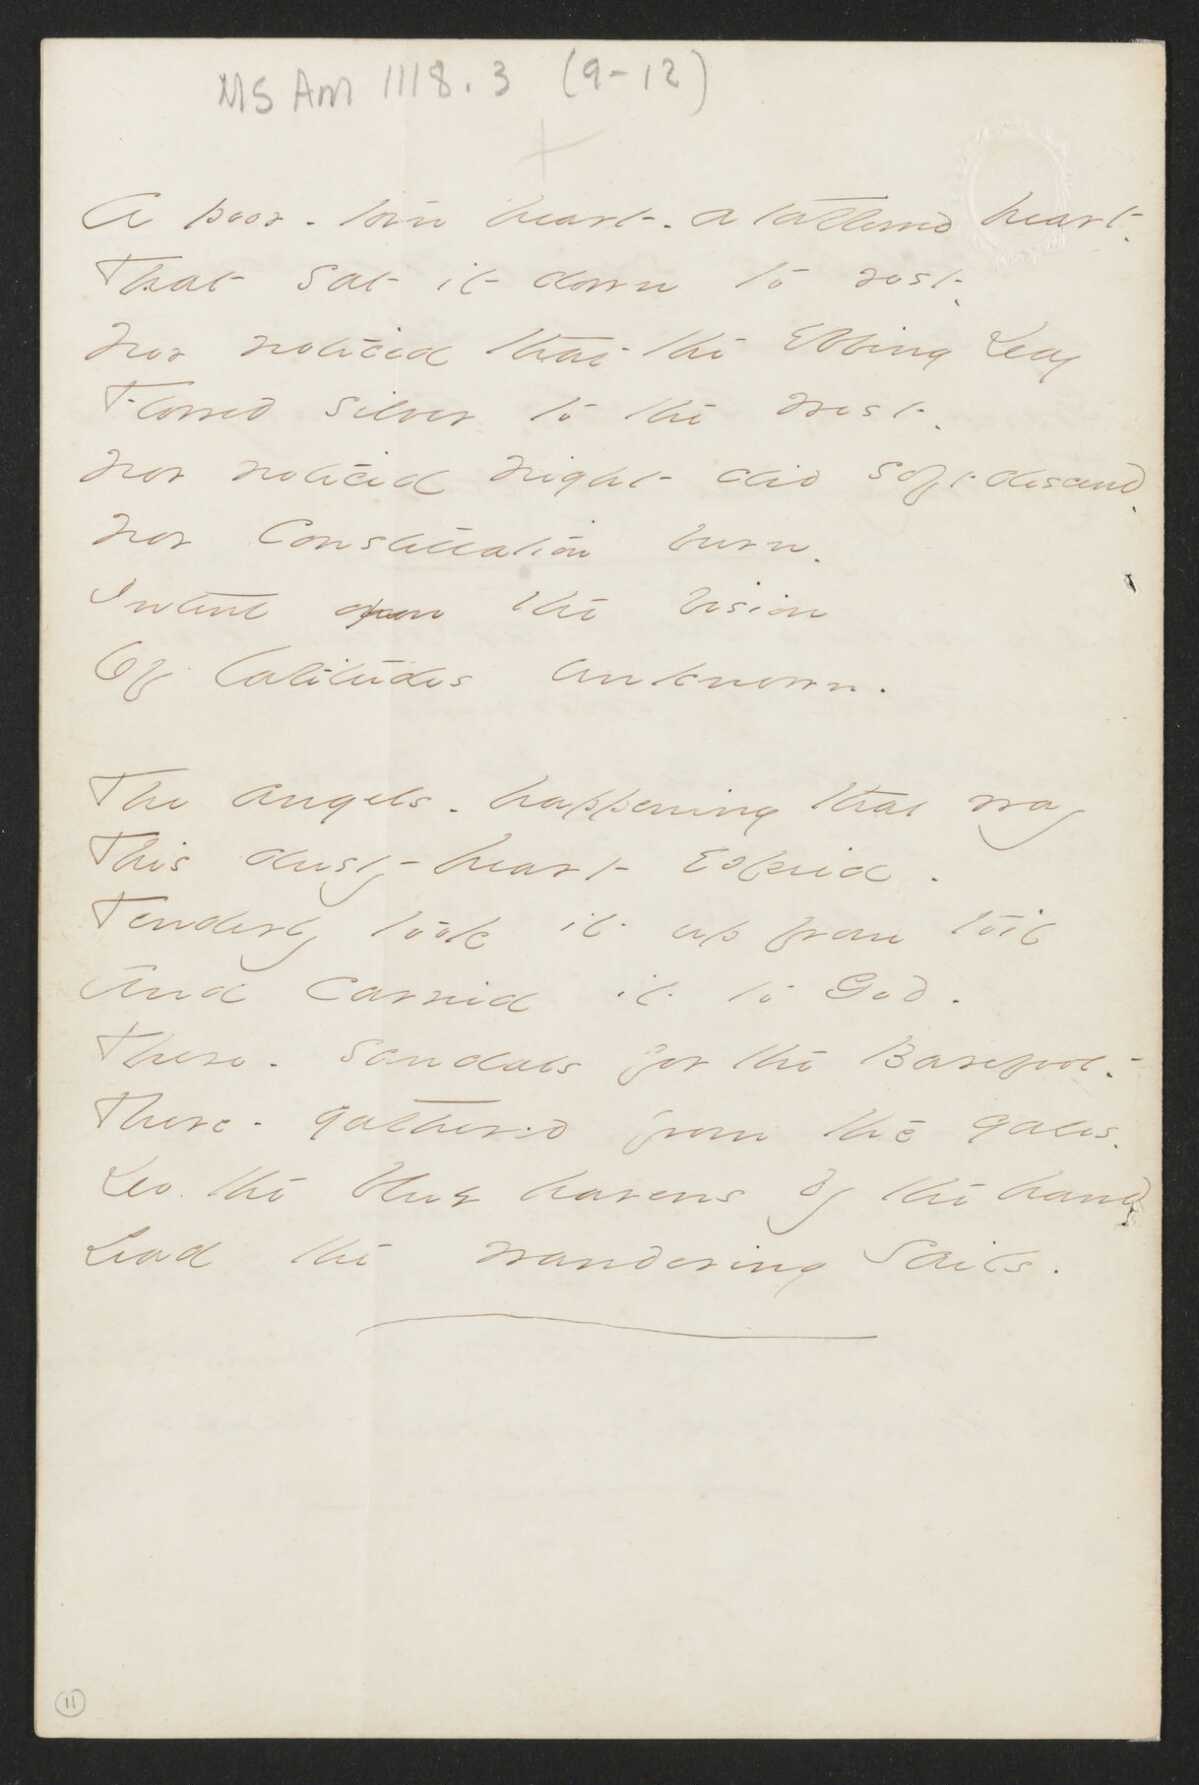 MS Am 1118.3 (9-12)
A poor - torn heart - a tattered heart -
That sat it down to rest -
Nor noticed that the Ebbing Day
Flowed silver to the West -
Nor noticed Night did soft descend -
Nor Constellation burn -
Intent upon the vision
Of latitudes unknown.
The angels - happening that way
This dusty heart espied -
Tenderly took it up from toil
And carried it to God -
There - sandals for the Barefoot -
There - gathered from the gales -
Do the blue havens by the hand
Lead the wandering Sails.
11